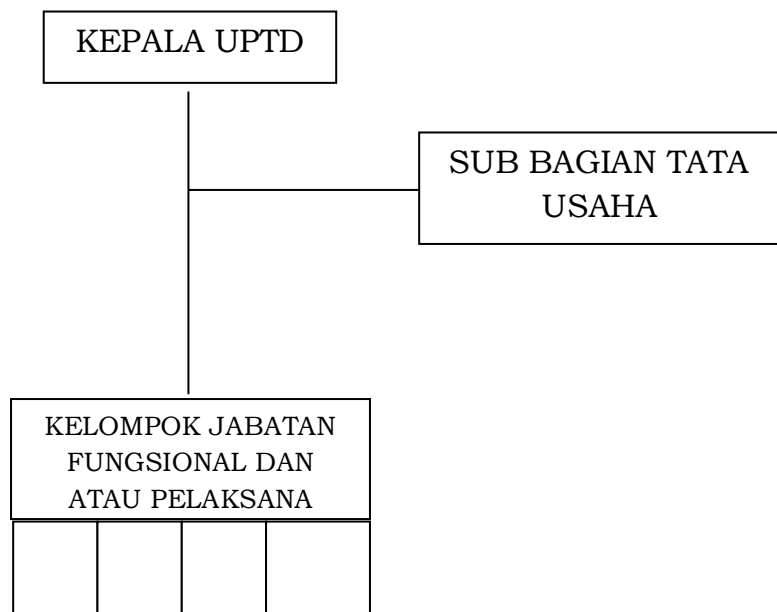 KEPALA UPTD
SUB BAGIAN TATA
USAHA
KELOMPOK JABATAN
FUNGSIONAL DAN
ATAU PELAKSANA